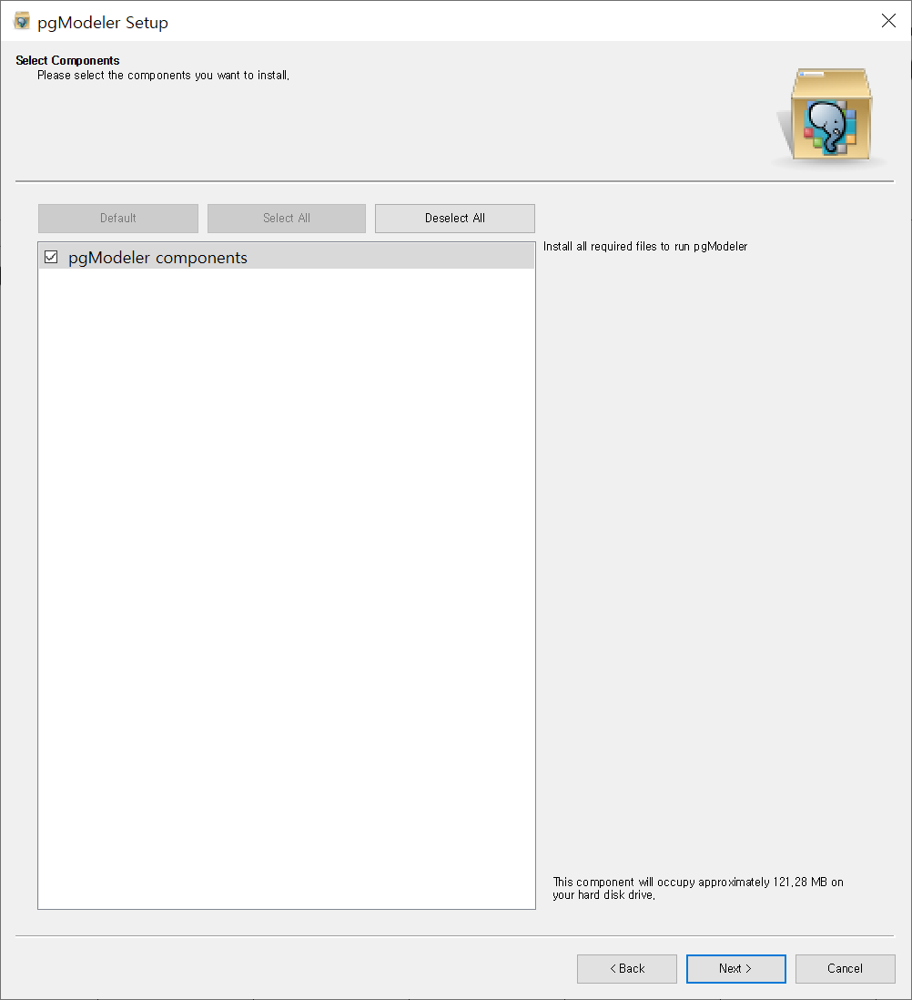 pgModeler Setup
Select Components
Please select the components you want to install.
Default
Select All
Deselect All
pgModeler components
Install all required files to run pgModeler
This component will occupy approximately 121.28 MB on
your hard disk drive.
< Back
Next >
Cancel